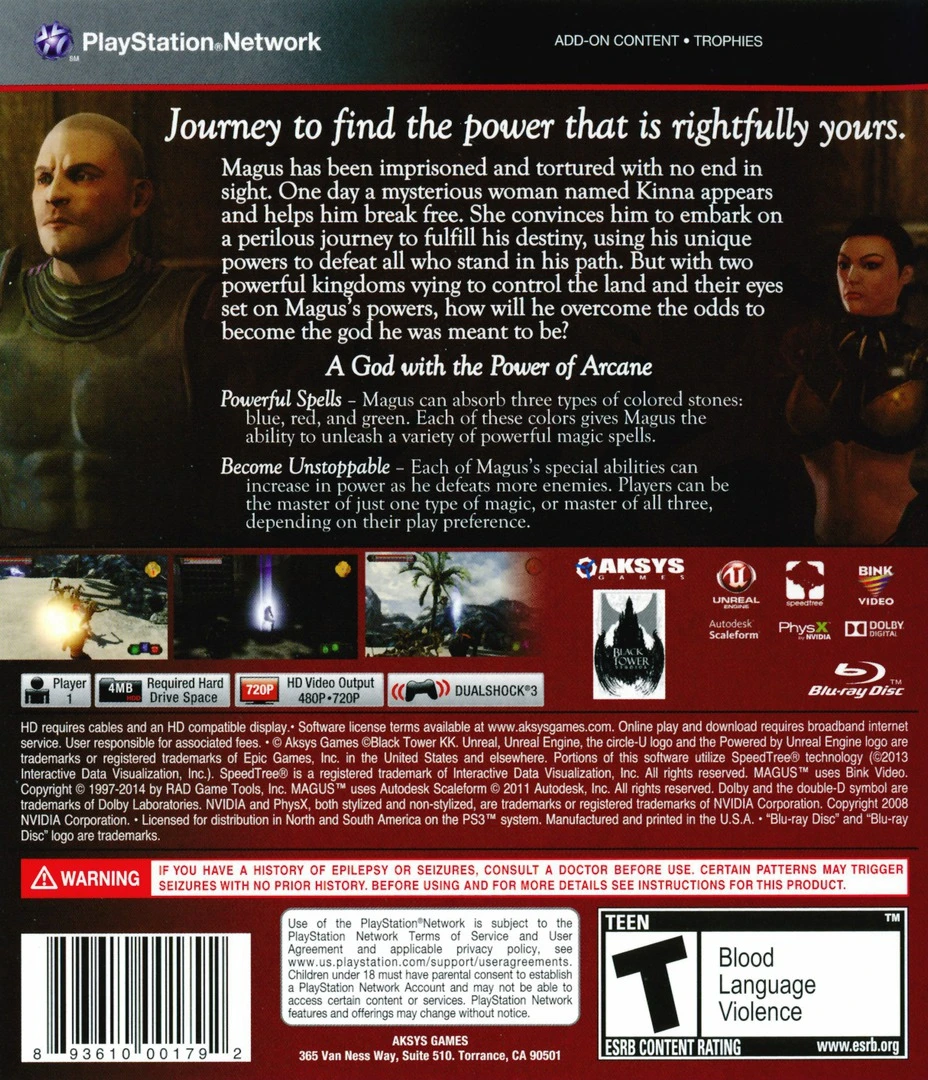 PlayStation®Network
SM
ADD-ON CONTENT • TROPHIES
Journey to find the power that is rightfully yours.
Magus has been imprisoned and tortured with no end in
sight. One day a mysterious woman named Kinna appears
and helps him break free. She convinces him to embark on
a perilous journey to fulfill his destiny, using his unique
powers to defeat all who stand in his path. But with two
powerful kingdoms vying to control the land and their eyes
set on Magus's powers, how will he overcome the odds to
become the god he was meant to be?
A God with the Power of Arcane
Powerful Spells – Magus can absorb three types of colored stones:
blue, red, and green. Each of these colors gives Magus the
ability to unleash a variety of powerful magic spells.
Become Unstoppable – Each of Magus's special abilities can
increase in power as he defeats more enemies. Players can be
the master of just one type of magic, or master of all three,
depending on their play preference.
AKSYS
GAMES
BLACK
TOWER
STUDIOS
UNREAL
ENGINE
speedtree
BINK
VIDEO
Autodesk
Scaleform
PhysX
by NVIDIA
DOLBY
DIGITAL
Blu-ray Disc™
Player
1
4MB
HDD
Required Hard
Drive Space
720P
HD Video Output
480P•720P
DUALSHOCK®3
HD requires cables and an HD compatible display.• Software license terms available at www.aksysgames.com. Online play and download requires broadband internet
service. User responsible for associated fees. • © Aksys Games ©Black Tower KK. Unreal, Unreal Engine, the circle-U logo and the Powered by Unreal Engine logo are
trademarks or registered trademarks of Epic Games, Inc. in the United States and elsewhere. Portions of this software utilize SpeedTree® technology (©2013
Interactive Data Visualization, Inc.). SpeedTree® is a registered trademark of Interactive Data Visualization, Inc. All rights reserved. MAGUS™ uses Bink Video.
Copyright © 1997-2014 by RAD Game Tools, Inc. MAGUS™ uses Autodesk Scaleform © 2011 Autodesk, Inc. All rights reserved. Dolby and the double-D symbol are
trademarks of Dolby Laboratories. NVIDIA and PhysX, both stylized and non-stylized, are trademarks or registered trademarks of NVIDIA Corporation. Copyright 2008
NVIDIA Corporation. • Licensed for distribution in North and South America on the PS3™ system. Manufactured and printed in the U.S.A. • “Blu-ray Disc” and “Blu-ray
Disc” logo are trademarks.
WARNING
IF YOU HAVE A HISTORY OF EPILEPSY OR SEIZURES, CONSULT A DOCTOR BEFORE USE. CERTAIN PATTERNS MAY TRIGGER
SEIZURES WITH NO PRIOR HISTORY. BEFORE USING AND FOR MORE DETAILS SEE INSTRUCTIONS FOR THIS PRODUCT.
8 93610 00179 2
Use of the PlayStation®Network is subject to the
PlayStation Network Terms of Service and User
Agreement and applicable privacy policy, see
www.us.playstation.com/support/useragreements.
Children under 18 must have parental consent to establish
a PlayStation Network Account and may not be able to
access certain content or services. PlayStation Network
features and offerings may change without notice.
AKSYS GAMES
365 Van Ness Way, Suite 510. Torrance, CA 90501
TEEN
TM
T
Blood
Language
Violence
ESRB CONTENT RATING
www.esrb.org